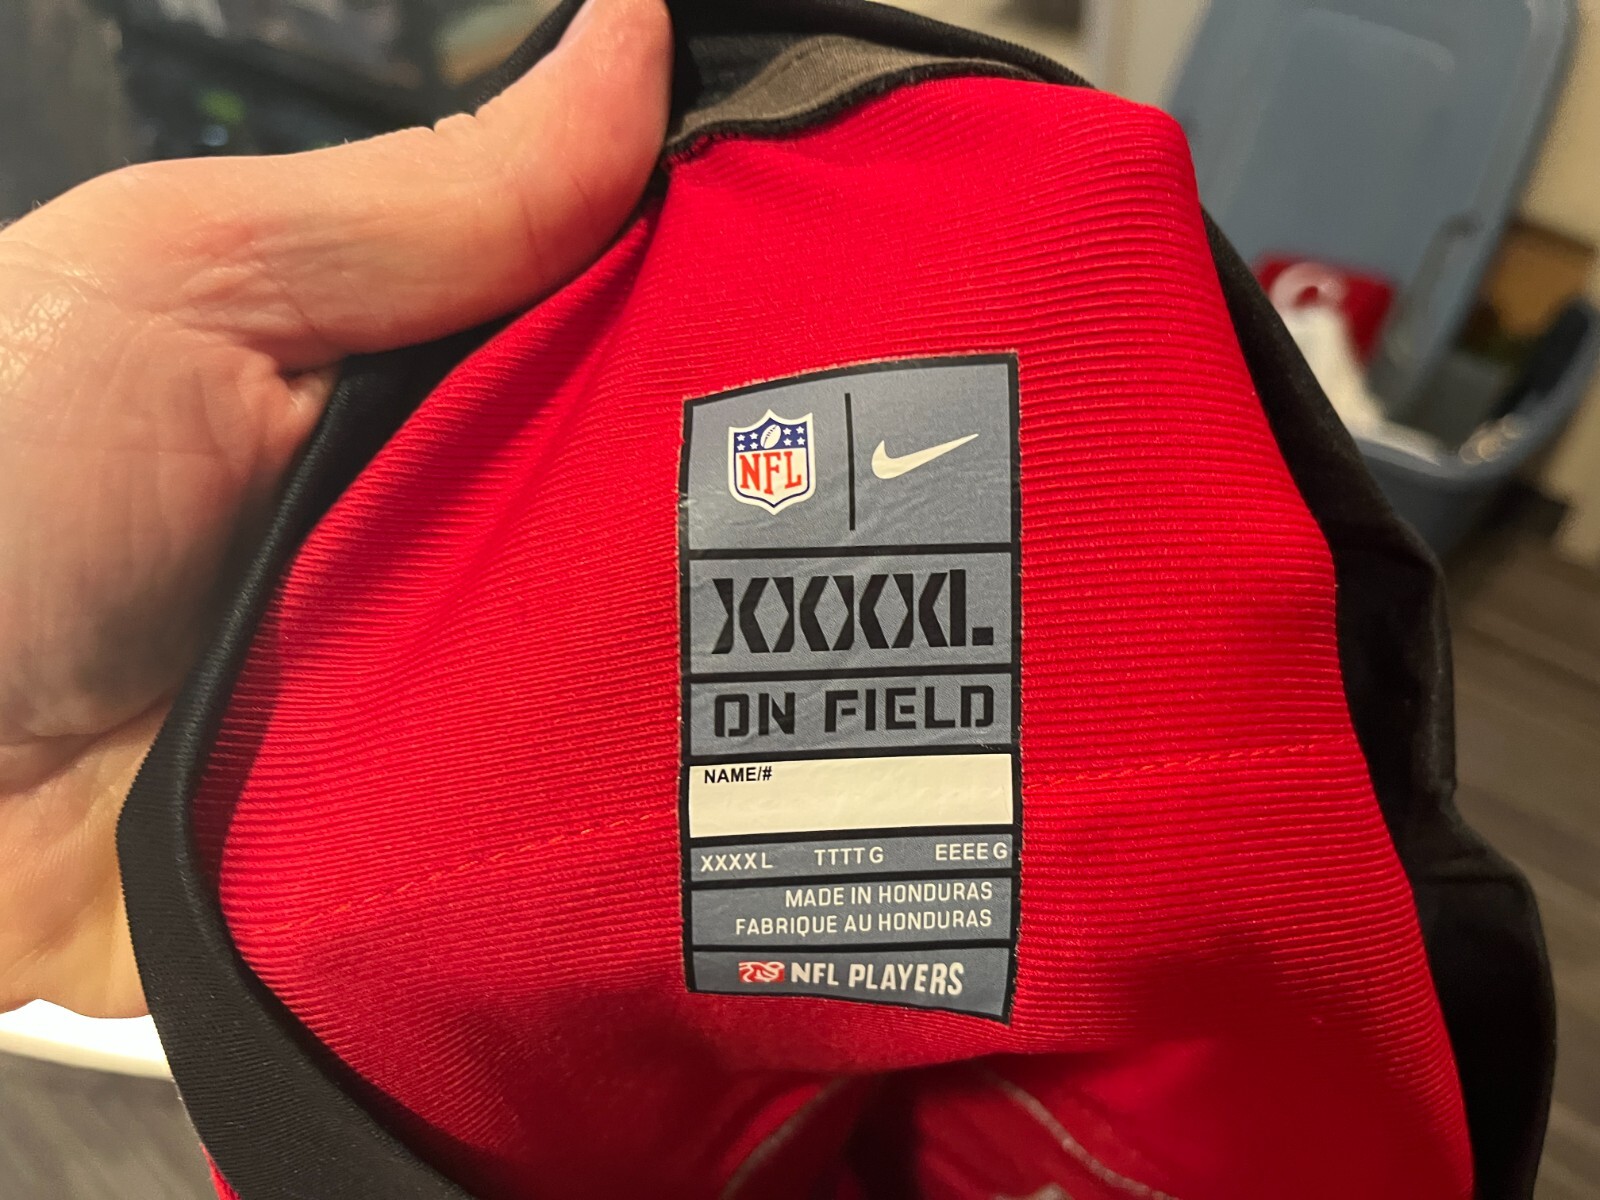 NFL
XXXXL
ON FIELD
NAME/#
XXXXL TTTTG EEEEG
MADE IN HONDURAS
FABRIQUE AU HONDURAS
NFL PLAYERS